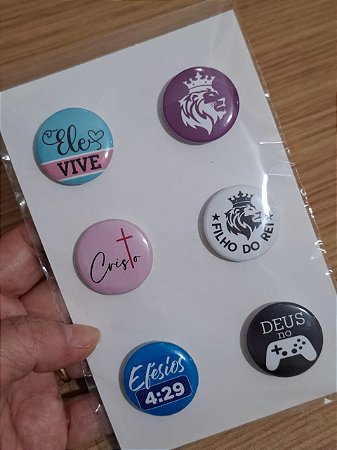 Ele
VIVE
Cristo
FILHO DO REI
Efésios
4:29
DEUS
no